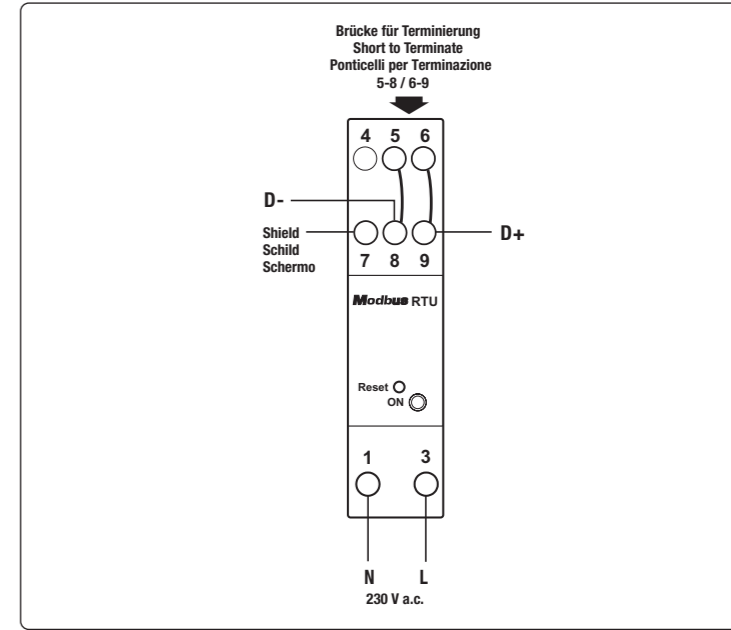 Brücke für Terminierung
Short to Terminate
Ponticelli per Terminazione
5-8 / 6-9
4 5 6
D-
Shield
Schild
Schermo
D+
7 8 9
Modbus RTU
Reset
ON
1 3
N L
230 V a.c.